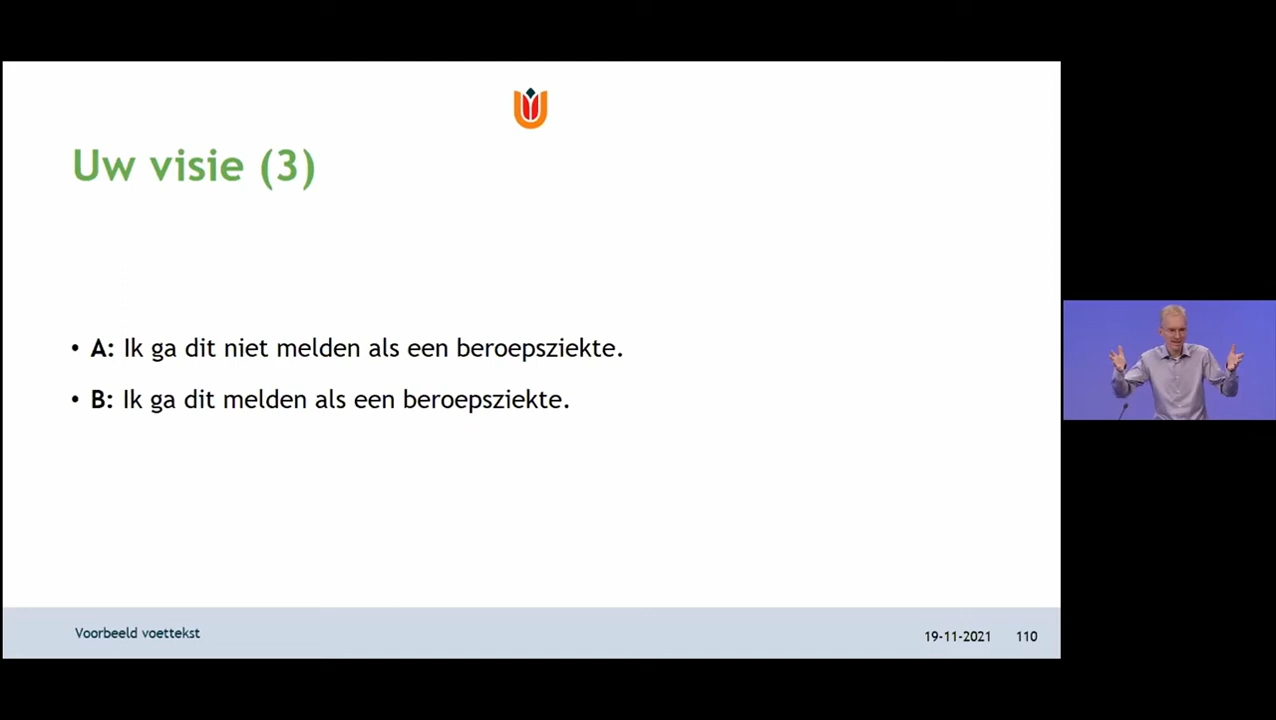 Uw visie (3)
• A: Ik ga dit niet melden als een beroepsziekte.
• B: Ik ga dit melden als een beroepsziekte.
Voorbeeld voettekst
19-11-2021 110